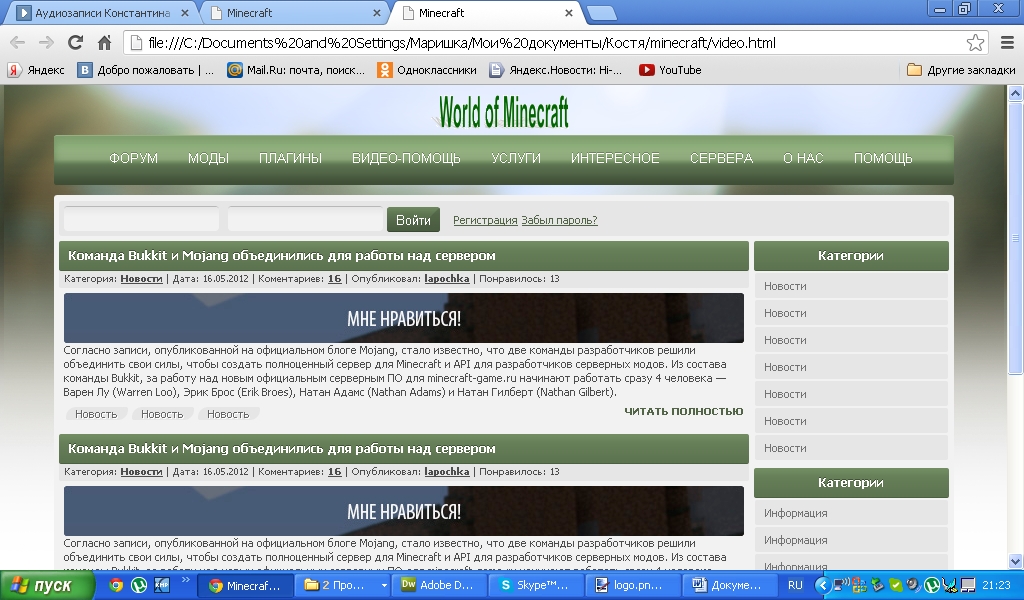 Аудиозаписи Константина
Minecraft
Minecraft
file:///C:/Documents%20and%20Settings/Маришка/Мои%20документы/Костя/minecraft/video.html
Яндекс
Добро пожаловать | ...
Mail.Ru: почта, поиск...
Одноклассники
Яндекс.Новости: Hi-...
YouTube
Другие закладки
World of Minecraft
ФОРУМ МОДЫ ПЛАГИНЫ ВИДЕО-ПОМОЩЬ УСЛУГИ ИНТЕРЕСНОЕ СЕРВЕРА О НАС ПОМОЩЬ
Войти Регистрация Забыл пароль?
Команда Bukkit и Mojang объединились для работы над сервером
Категория: Новости | Дата: 16.05.2012 | Коментариев: 16 | Опубликовал: lapochka | Понравилось: 13
МНЕ НРАВИТЬСЯ!
Согласно записи, опубликованной на официальном блоге Mojang, стало известно, что две команды разработчиков решили
объединить свои силы, чтобы создать полноценный сервер для Minecraft и API для разработчиков серверных модов. Из состава
команды Bukkit, за работу над новым официальным серверным ПО для minecraft-game.ru начинают работать сразу 4 человека —
Варен Лу (Warren Loo), Эрик Брос (Erik Broes), Натан Адамс (Nathan Adams) и Натан Гилберт (Nathan Gilbert).
Новость Новость Новость
ЧИТАТЬ ПОЛНОСТЬЮ
Команда Bukkit и Mojang объединились для работы над сервером
Категория: Новости | Дата: 16.05.2012 | Коментариев: 16 | Опубликовал: lapochka | Понравилось: 13
МНЕ НРАВИТЬСЯ!
Согласно записи, опубликованной на официальном блоге Mojang, стало известно, что две команды разработчиков решили
объединить свои силы, чтобы создать полноценный сервер для Minecraft и API для разработчиков серверных модов. Из состава
Категории
Новости
Новости
Новости
Новости
Новости
Новости
Новости
Категории
Информация
Информация
Информация
пуск
Minecraf...
2 Про...
Adobe D...
Skype™...
logo.pn...
Докуме...
RU
21:23